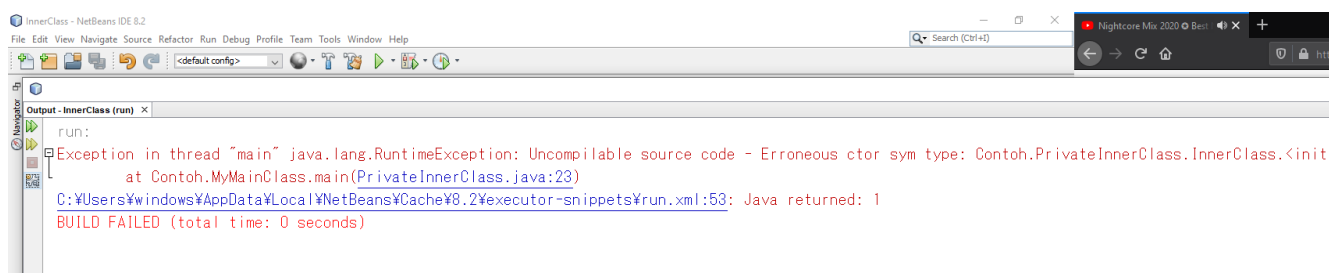 InnerClass - NetBeans IDE 8.2
Nightcore Mix 2020 ✪ Best
File Edit View Navigate Source Refactor Run Debug Profile Team Tools Window Help
Search (Ctrl+I)
<default config>
htt
Navigator
Output - InnerClass (run)
run:
Exception in thread "main" java.lang.RuntimeException: Uncompilable source code - Erroneous ctor sym type: Contoh.PrivateInnerClass.InnerClass.<init
at Contoh.MyMainClass.main(PrivateInnerClass.java:23)
C:¥Users¥windows¥AppData¥Local¥NetBeans¥Cache¥8.2¥executor-snippets¥run.xml:53: Java returned: 1
BUILD FAILED (total time: 0 seconds)